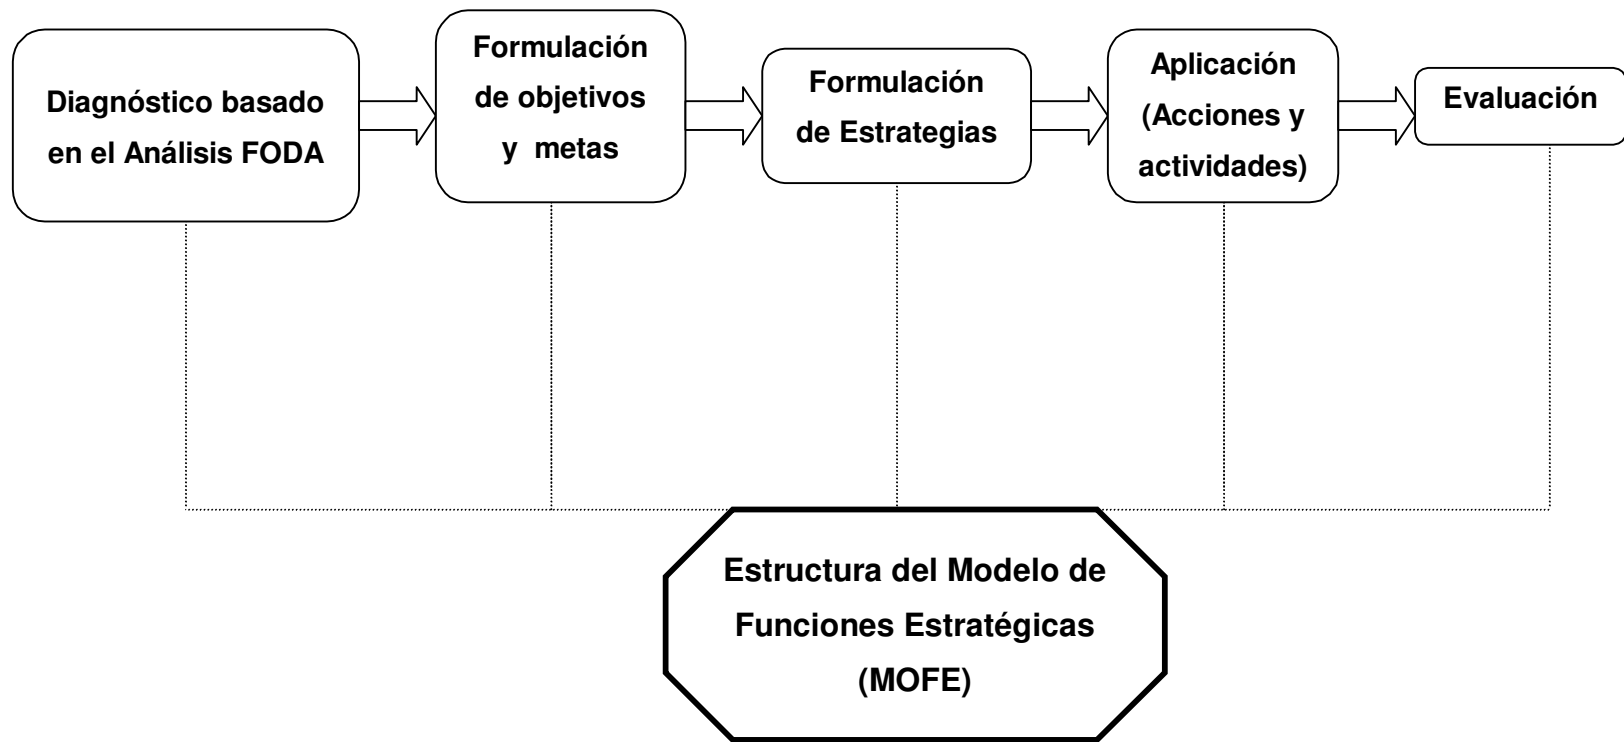 Diagnóstico basado
en el Análisis FODA
Formulación
de objetivos
y metas
Formulación
de Estrategias
Aplicación
(Acciones y
actividades)
Evaluación
Estructura del Modelo de
Funciones Estratégicas
(MOFE)